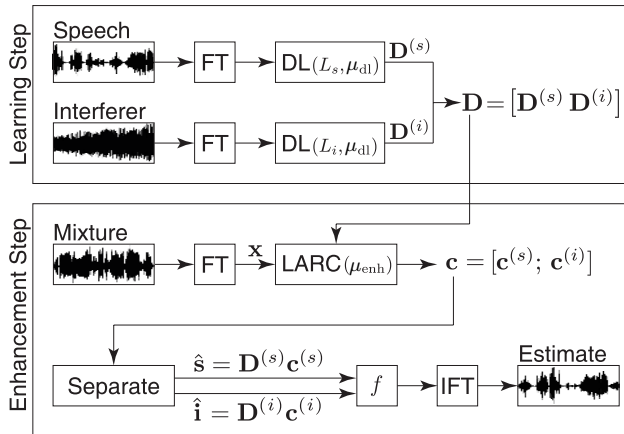 Learning Step
Speech
FT
DL(L_s, μ_dl)
D^(s)
Interferer
FT
DL(L_i, μ_dl)
D^(i)
D = [D^(s) D^(i)]
Enhancement Step
Mixture
FT
x
LARC(μ_enh)
c = [c^(s); c^(i)]
Separate
ŝ = D^(s)c^(s)
î = D^(i)c^(i)
f
IFT
Estimate